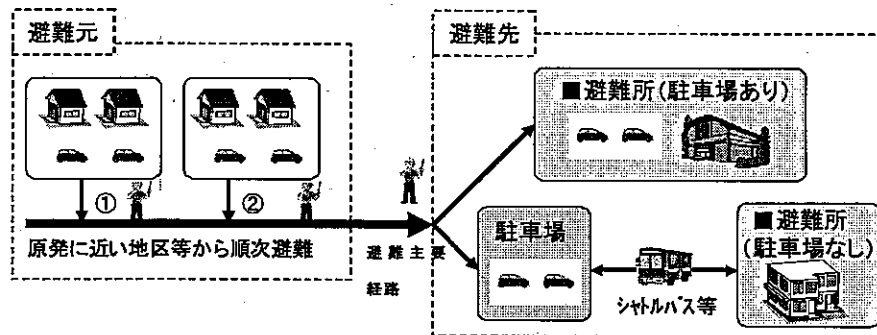 避難元
避難先
■避難所(駐車場あり)
①
②
原発に近い地区等から順次避難
避難主要
経路
駐車場
シャトルバス等
■避難所
(駐車場なし)